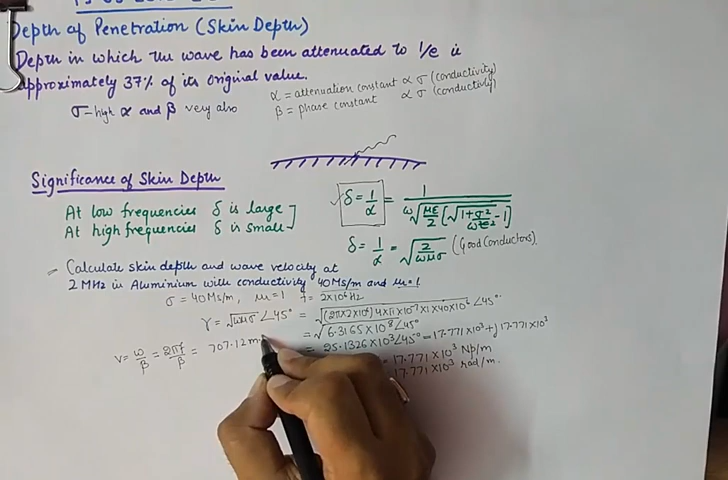 Depth of Penetration (Skin Depth)
Depth in which the wave has been attenuated to 1/e is
approximately 37% of its original value.
σ-high α and β very also
α = attenuation constant ∝ σ (conductivity)
β = phase constant ∝ σ (conductivity)
Significance of Skin Depth
At low frequencies δ is large
At high frequencies δ is small
δ = 1/α = 1/(ω√(με/2[√(1+σ²/ω²ε²)-1]))
δ = 1/α = √(2/ωμσ) (Good Conductors).
Calculate skin depth and wave velocity at
2 MHz in Aluminium with conductivity 40 Ms/m and μr=1
σ = 40 Ms/m, μr = 1 f = 2×10⁶Hz
γ = √ωμσ ∠45° = √((2π×2×10⁶) 4×π×10⁻⁷×1×40×10⁶ ∠45°
= √6.3165×10⁸ ∠45°
= 25.1326×10³∠45° = 17.771×10³+j 17.771×10³
V = ω/β = 2πf/β = 707.12 m
= 17.771×10³ Np/m
17.771×10³ rad/m.